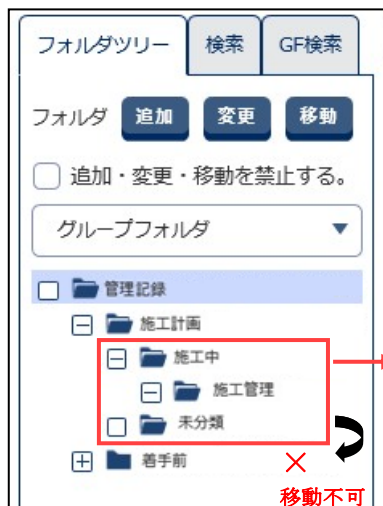 フォルダツリー 検索 GF検索
フォルダ 追加 変更 移動
追加・変更・移動を禁止する。
グループフォルダ
管理記録
施工計画
施工中
施工管理
未分類
着手前
移動不可